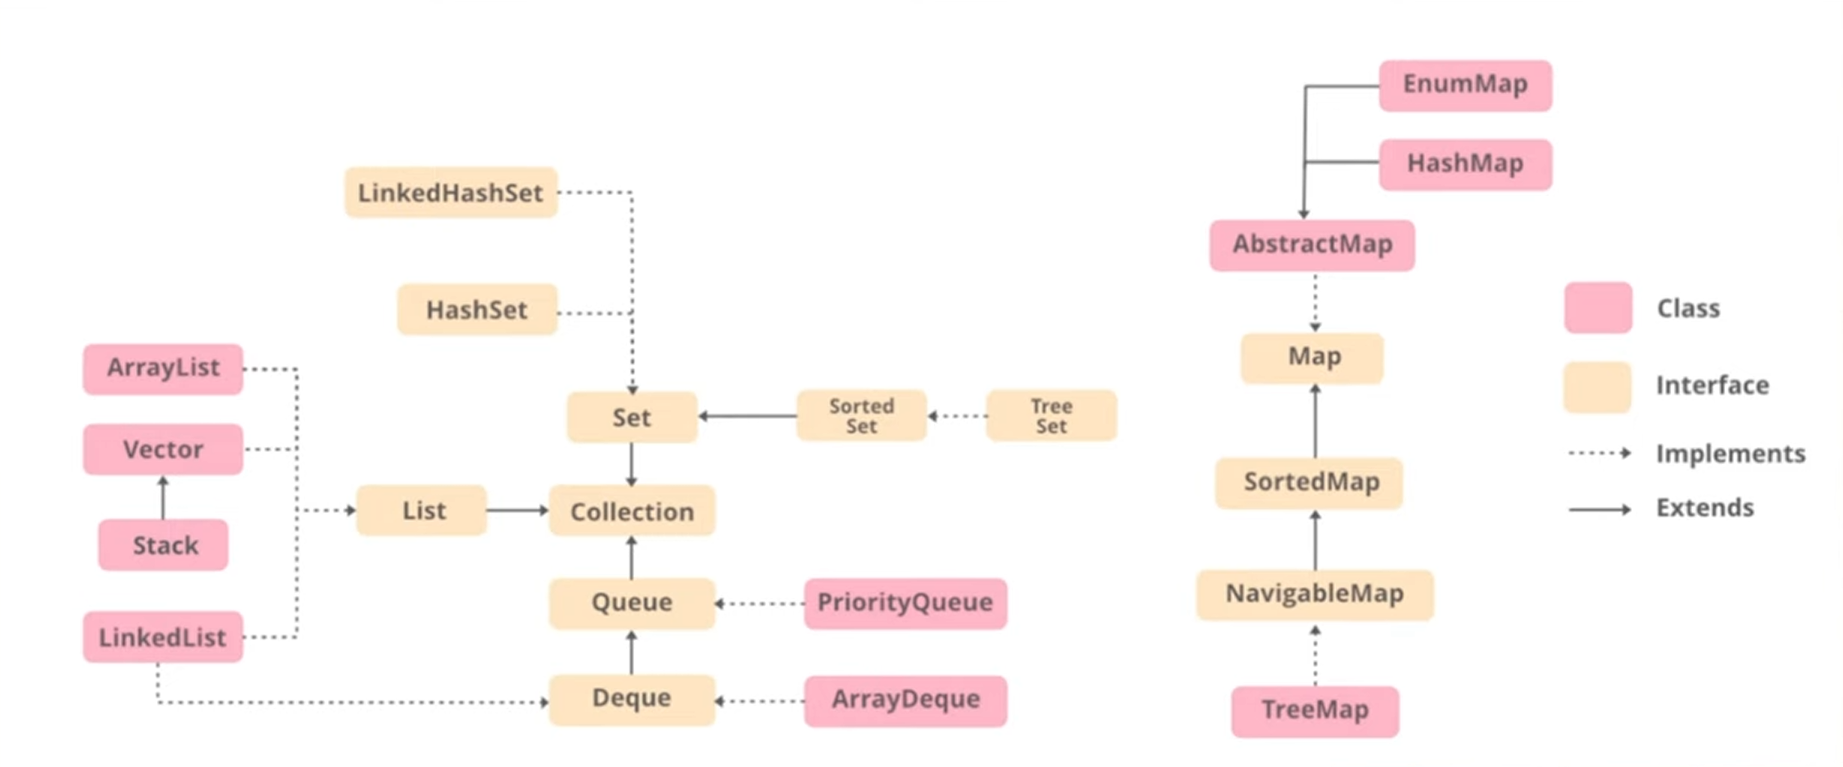 EnumMap
HashMap
LinkedHashSet
AbstractMap
HashSet
Class
Map
ArrayList
Interface
Set
Sorted
Set
Tree
Set
Vector
Implements
SortedMap
List
Collection
Extends
Stack
Queue
PriorityQueue
NavigableMap
LinkedList
Deque
ArrayDeque
TreeMap